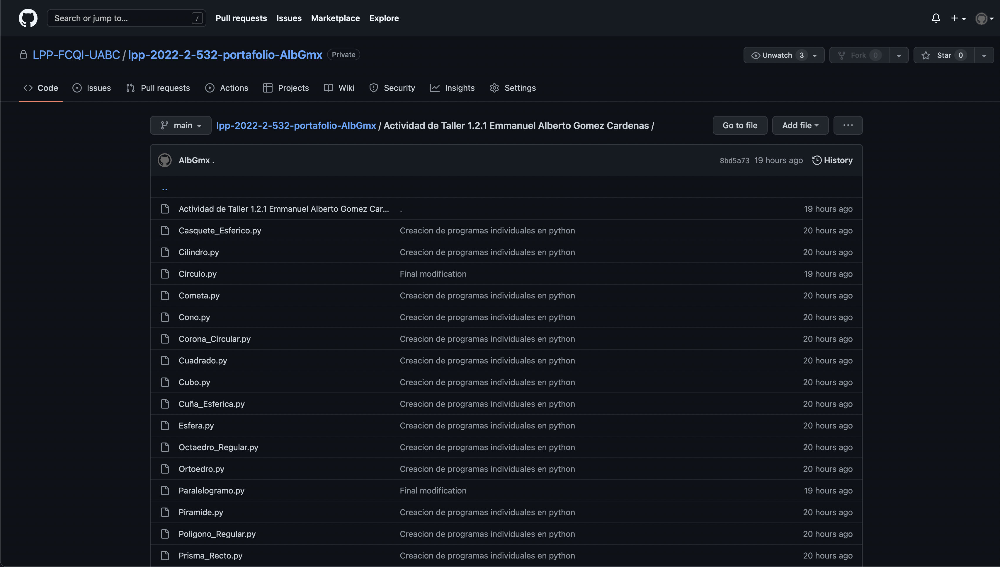 Search or jump to... / Pull requests Issues Marketplace Explore
LPP-FCQI-UABC / lpp-2022-2-532-portafolio-AlbGmx Private Unwatch 3 Fork 0 Star 0
Code Issues Pull requests Actions Projects Wiki Security Insights Settings
main lpp-2022-2-532-portafolio-AlbGmx / Actividad de Taller 1.2.1 Emmanuel Alberto Gomez Cardenas / Go to file Add file ...
AlbGmx . 8bd5a73 19 hours ago History
..
Actividad de Taller 1.2.1 Emmanuel Alberto Gomez Car... . 19 hours ago
Casquete_Esferico.py Creacion de programas individuales en python 20 hours ago
Cilindro.py Creacion de programas individuales en python 20 hours ago
Circulo.py Final modification 19 hours ago
Cometa.py Creacion de programas individuales en python 20 hours ago
Cono.py Creacion de programas individuales en python 20 hours ago
Corona_Circular.py Creacion de programas individuales en python 20 hours ago
Cuadrado.py Creacion de programas individuales en python 20 hours ago
Cubo.py Creacion de programas individuales en python 20 hours ago
Cuña_Esferica.py Creacion de programas individuales en python 20 hours ago
Esfera.py Creacion de programas individuales en python 20 hours ago
Octaedro_Regular.py Creacion de programas individuales en python 20 hours ago
Ortoedro.py Creacion de programas individuales en python 20 hours ago
Paralelogramo.py Final modification 19 hours ago
Piramide.py Creacion de programas individuales en python 20 hours ago
Poligono_Regular.py Creacion de programas individuales en python 20 hours ago
Prisma_Recto.py Creacion de programas individuales en python 20 hours ago